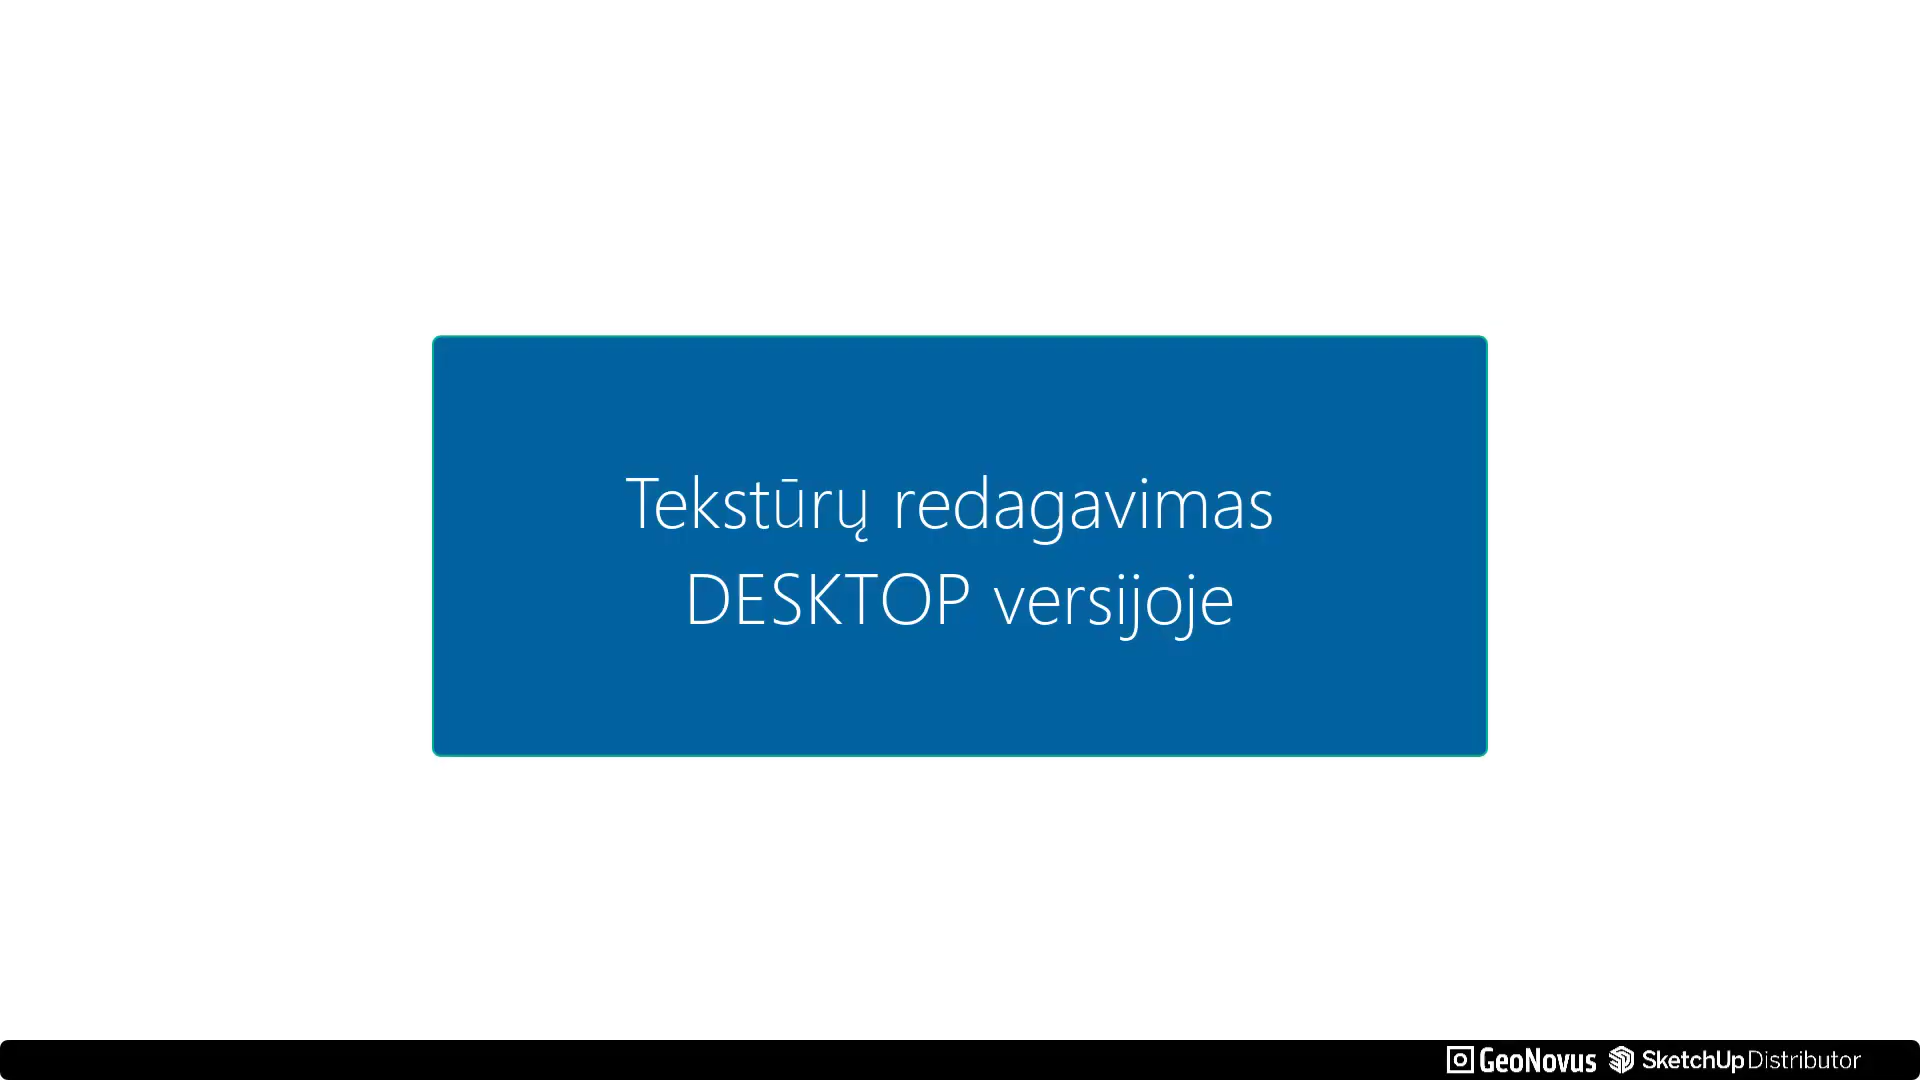 Tekstūrų redagavimas
DESKTOP versijoje
GeoNovus SketchUp Distributor